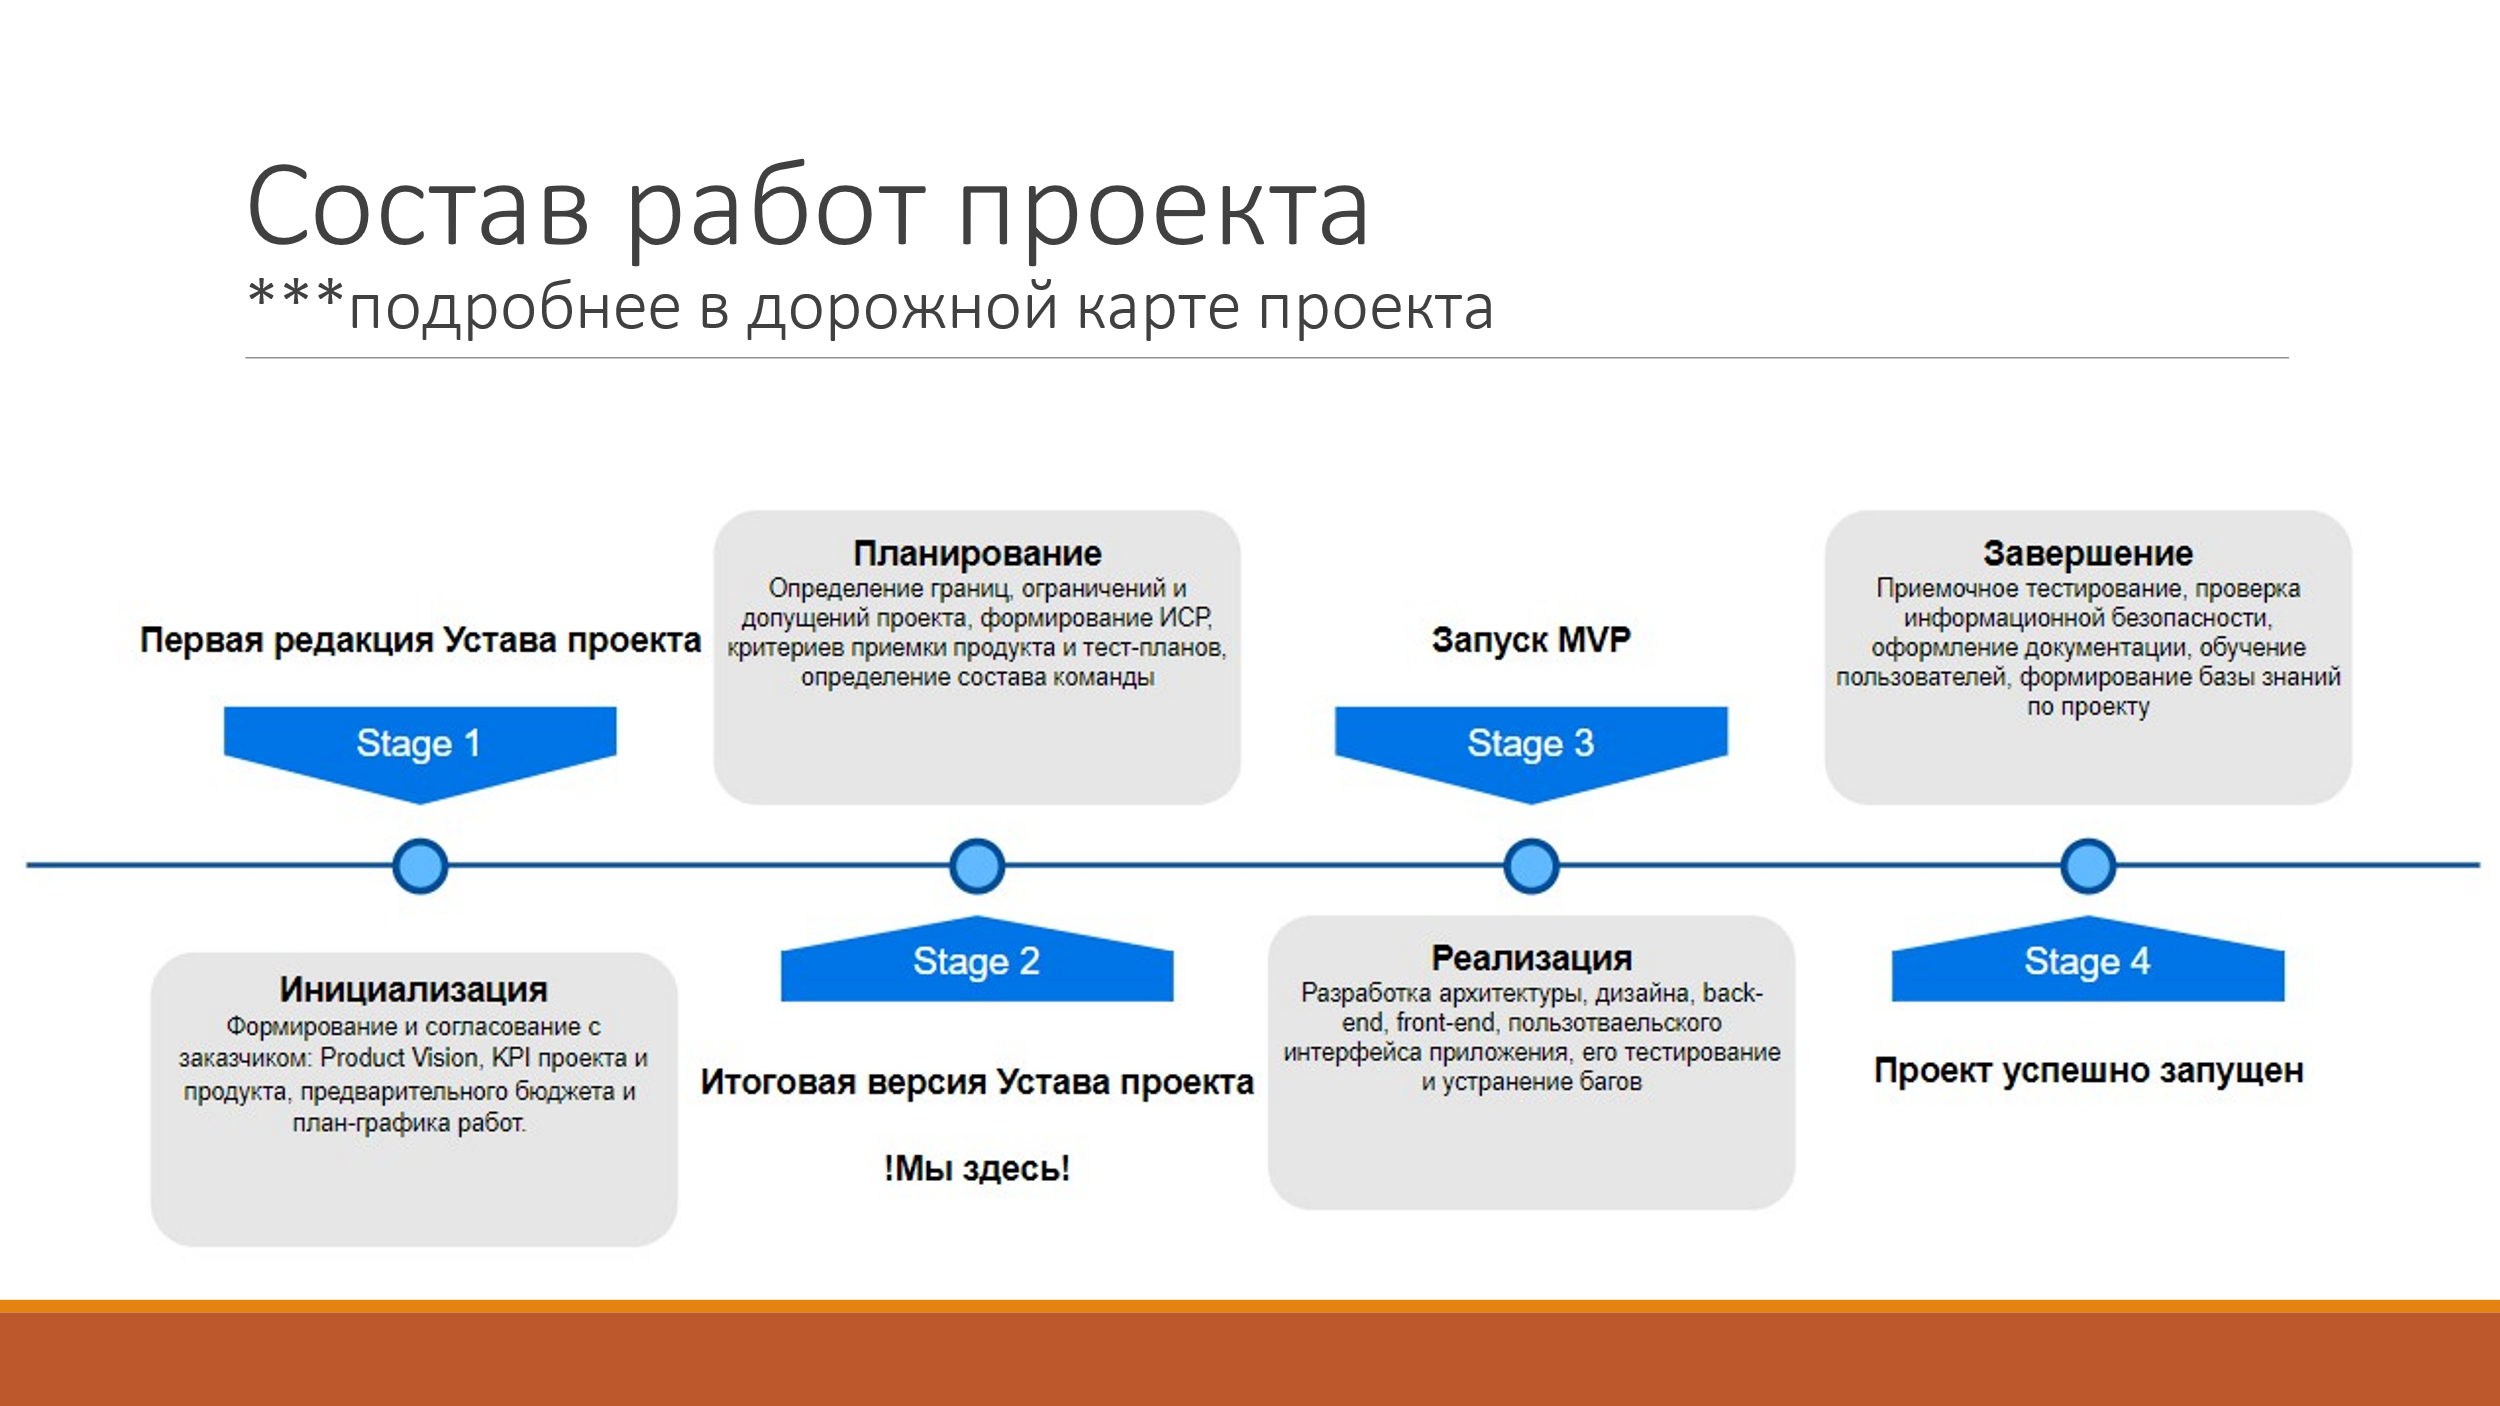 Состав работ проекта
***подробнее в дорожной карте проекта
Первая редакция Устава проекта
Stage 1
Инициализация
Формирование и согласование с
заказчиком: Product Vision, KPI проекта и
продукта, предварительного бюджета и
план-графика работ.
Планирование
Определение границ, ограничений и
допущений проекта, формирование ИСР,
критериев приемки продукта и тест-планов,
определение состава команды
Stage 2
Итоговая версия Устава проекта
!Мы здесь!
Запуск MVP
Stage 3
Реализация
Разработка архитектуры, дизайна, back-
end, front-end, пользотваельского
интерфейса приложения, его тестирование
и устранение багов
Завершение
Приемочное тестирование, проверка
информационной безопасности,
оформление документации, обучение
пользователей, формирование базы знаний
по проекту
Stage 4
Проект успешно запущен